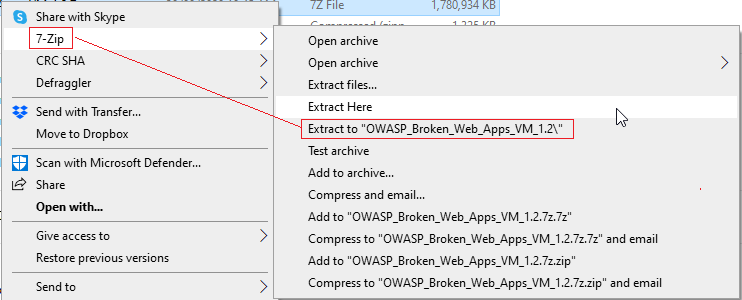 7Z File 1,780,934 KB
Share with Skype
7-Zip
CRC SHA
Defraggler
Send with Transfer...
Move to Dropbox
Scan with Microsoft Defender...
Share
Open with...
Give access to
Restore previous versions
Send to
Open archive
Open archive
Extract files...
Extract Here
Extract to "OWASP_Broken_Web_Apps_VM_1.2\"
Test archive
Add to archive...
Compress and email...
Add to "OWASP_Broken_Web_Apps_VM_1.2.7z.7z"
Compress to "OWASP_Broken_Web_Apps_VM_1.2.7z.7z" and email
Add to "OWASP_Broken_Web_Apps_VM_1.2.7z.zip"
Compress to "OWASP_Broken_Web_Apps_VM_1.2.7z.zip" and email